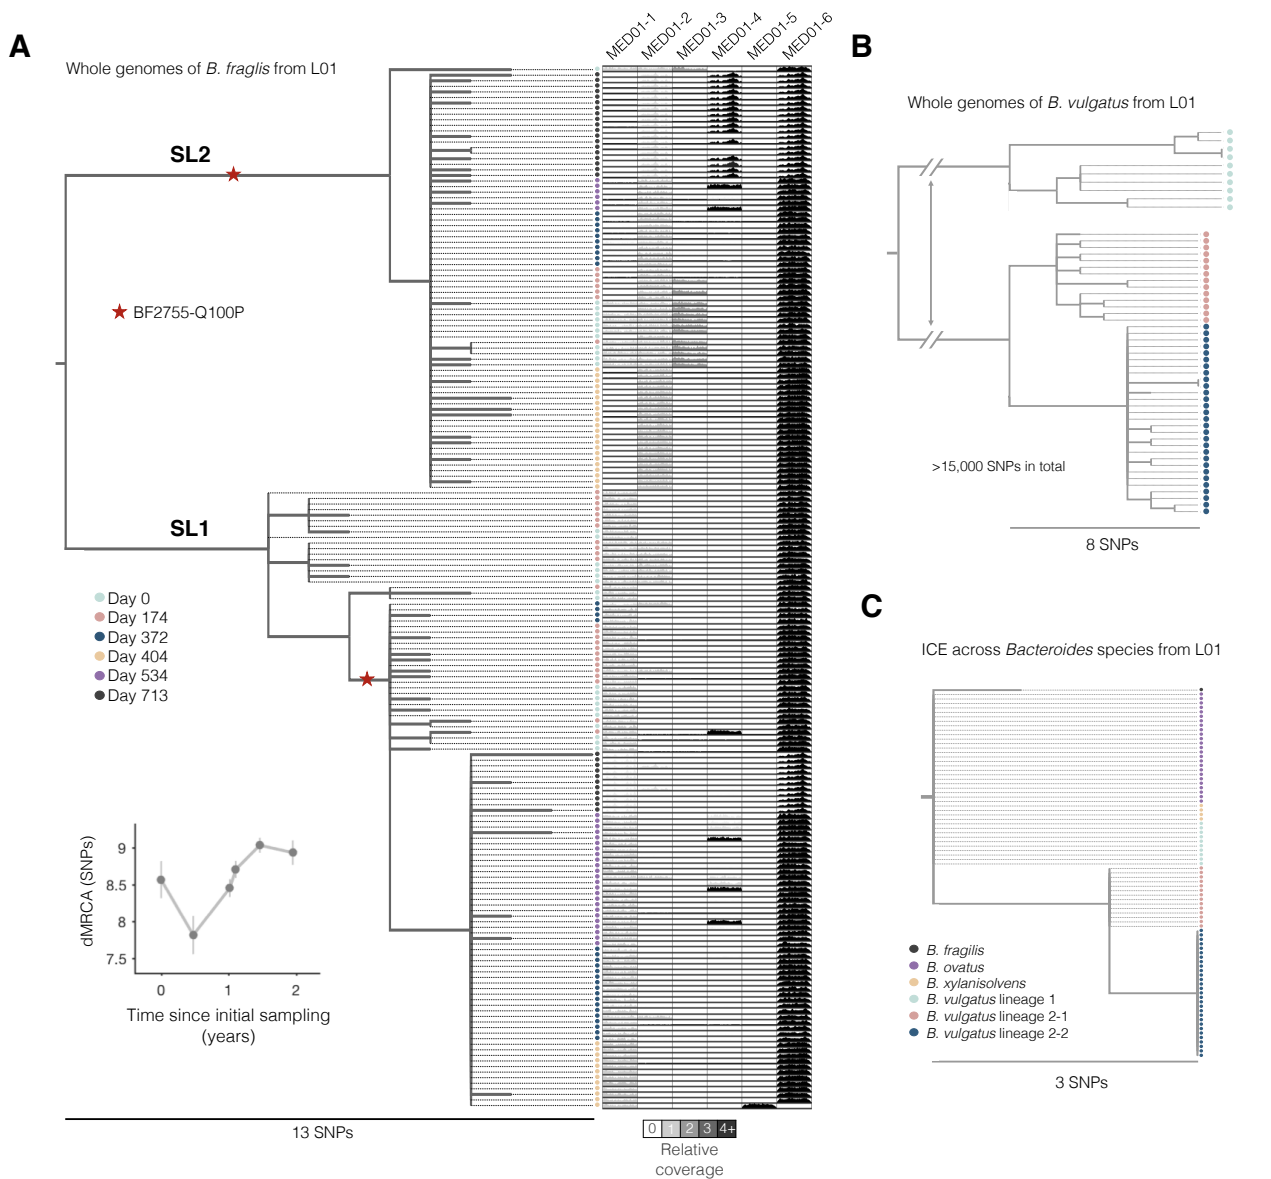 A
Whole genomes of B. fraglis from L01
MED01-1
MED01-2
MED01-3
MED01-4
MED01-5
MED01-6
SL2
BF2755-Q100P
SL1
Day 0
Day 174
Day 372
Day 404
Day 534
Day 713
dMRCA (SNPs)
9
8.5
8
7.5
0
1
2
Time since initial sampling
(years)
13 SNPs
0 1 2 3 4+
Relative
coverage
B
Whole genomes of B. vulgatus from L01
>15,000 SNPs in total
8 SNPs
C
ICE across Bacteroides species from L01
B. fragilis
B. ovatus
B. xylanisolvens
B. vulgatus lineage 1
B. vulgatus lineage 2-1
B. vulgatus lineage 2-2
3 SNPs